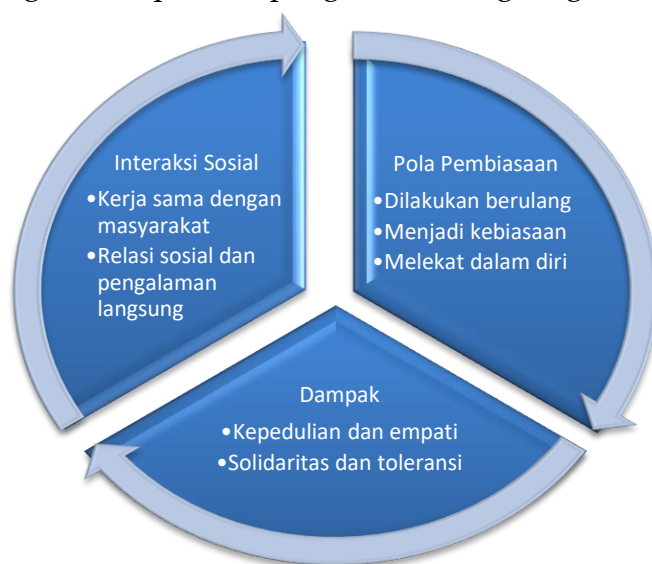 Interaksi Sosial
•Kerja sama dengan
masyarakat
•Relasi sosial dan
pengalaman
langsung
Pola Pembiasaan
•Dilakukan berulang
•Menjadi kebiasaan
•Melekat dalam diri
Dampak
•Kepedulian dan empati
•Solidaritas dan toleransi